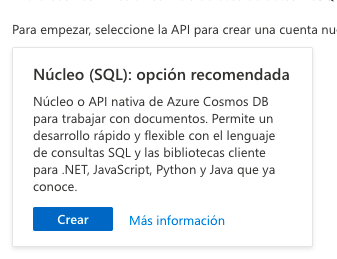 Para empezar, seleccione la API para crear una cuenta
Núcleo (SQL): opción recomendada
Núcleo o API nativa de Azure Cosmos DB
para trabajar con documentos. Permite un
desarrollo rápido y flexible con el lenguaje
de consultas SQL y las bibliotecas cliente
para .NET, JavaScript, Python y Java que ya
conoce.
Crear
Más información